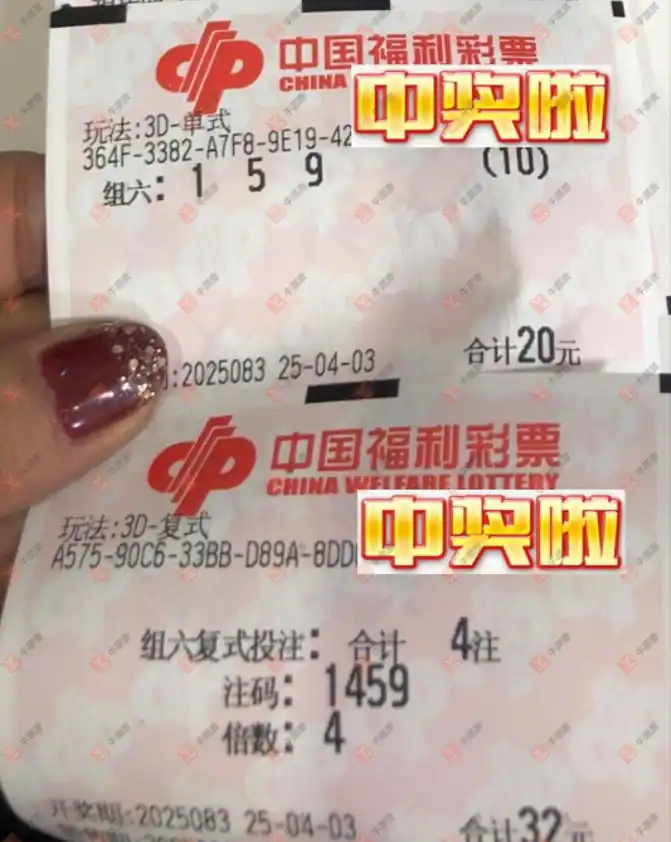 中国福利彩票
CHINA
中奖啦
玩法:3D-单式
364F-3382-A7F8-9E19-42
(10)
组六: 1 5 9
:2025083 25-04-03 合计20元
中国福利彩票
CHINA WELFARE LOTTERY
中奖啦
玩法:3D-复式
A575-90C6-33BB-D89A-8DD
组六复式投注: 合计 4注
注码: 1459
倍数: 4
开奖期:2025083 25-04-03 合计32元